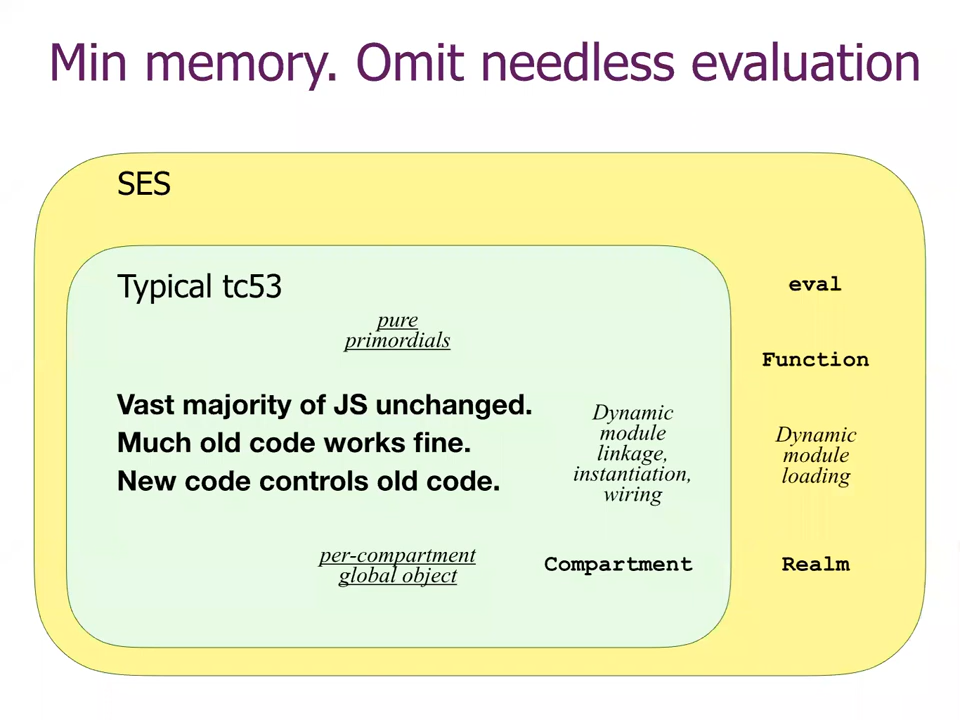 Min memory. Omit needless evaluation
SES
Typical tc53
pure
primordials
Vast majority of JS unchanged.
Much old code works fine.
New code controls old code.
Dynamic
module
linkage,
instantiation,
wiring
per-compartment
global object
Compartment
eval
Function
Dynamic
module
loading
Realm